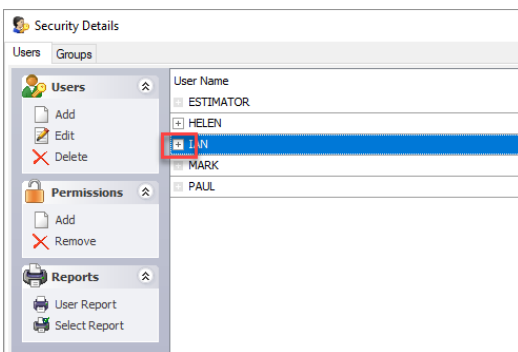 Security Details
Users Groups
Users
Add
Edit
Delete
Permissions
Add
Remove
Reports
User Report
Select Report
User Name
ESTIMATOR
HELEN
IAN
MARK
PAUL